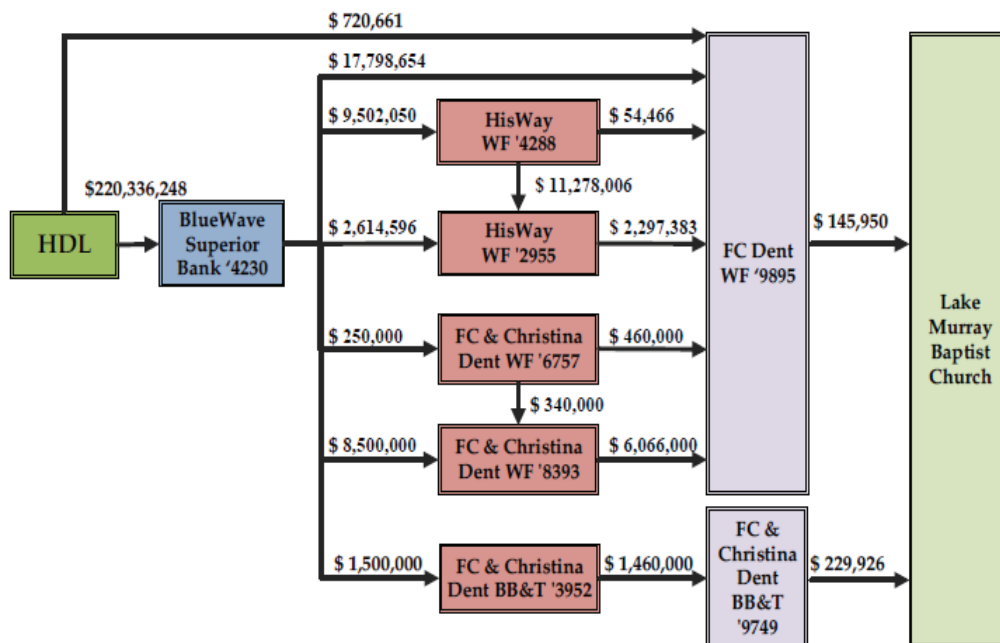 $ 720,661
$ 17,798,654
$ 9,502,050
HisWay
WF '4288
$ 54,466
$ 11,278,006
$220,336,248
HDL
BlueWave
Superior
Bank ‘4230
$ 2,614,596
HisWay
WF '2955
$ 2,297,383
FC Dent
WF ‘9895
$ 145,950
Lake
Murray
Baptist
Church
$ 250,000
FC & Christina
Dent WF '6757
$ 460,000
$ 340,000
$ 8,500,000
FC & Christina
Dent WF '8393
$ 6,066,000
$ 1,500,000
FC & Christina
Dent BB&T '3952
$ 1,460,000
FC &
Christina
Dent
BB&T
'9749
$ 229,926